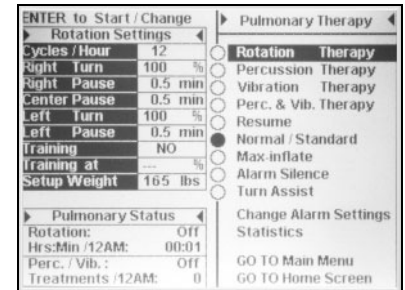 ENTER to Start / Change
Rotation Settings
Cycles / Hour 12
Right Turn 100 %
Right Pause 0.5 min
Center Pause 0.5 min
Left Turn 100 %
Left Pause 0.5 min
Training NO
Training at --- %
Setup Weight 165 lbs
Pulmonary Status
Rotation: Off
Hrs:Min /12AM: 00:01
Perc. / Vib. : Off
Treatments /12AM: 0
Pulmonary Therapy
Rotation Therapy
Percussion Therapy
Vibration Therapy
Perc. & Vib. Therapy
Resume
Normal / Standard
Max-inflate
Alarm Silence
Turn Assist
Change Alarm Settings
Statistics
GO TO Main Menu
GO TO Home Screen